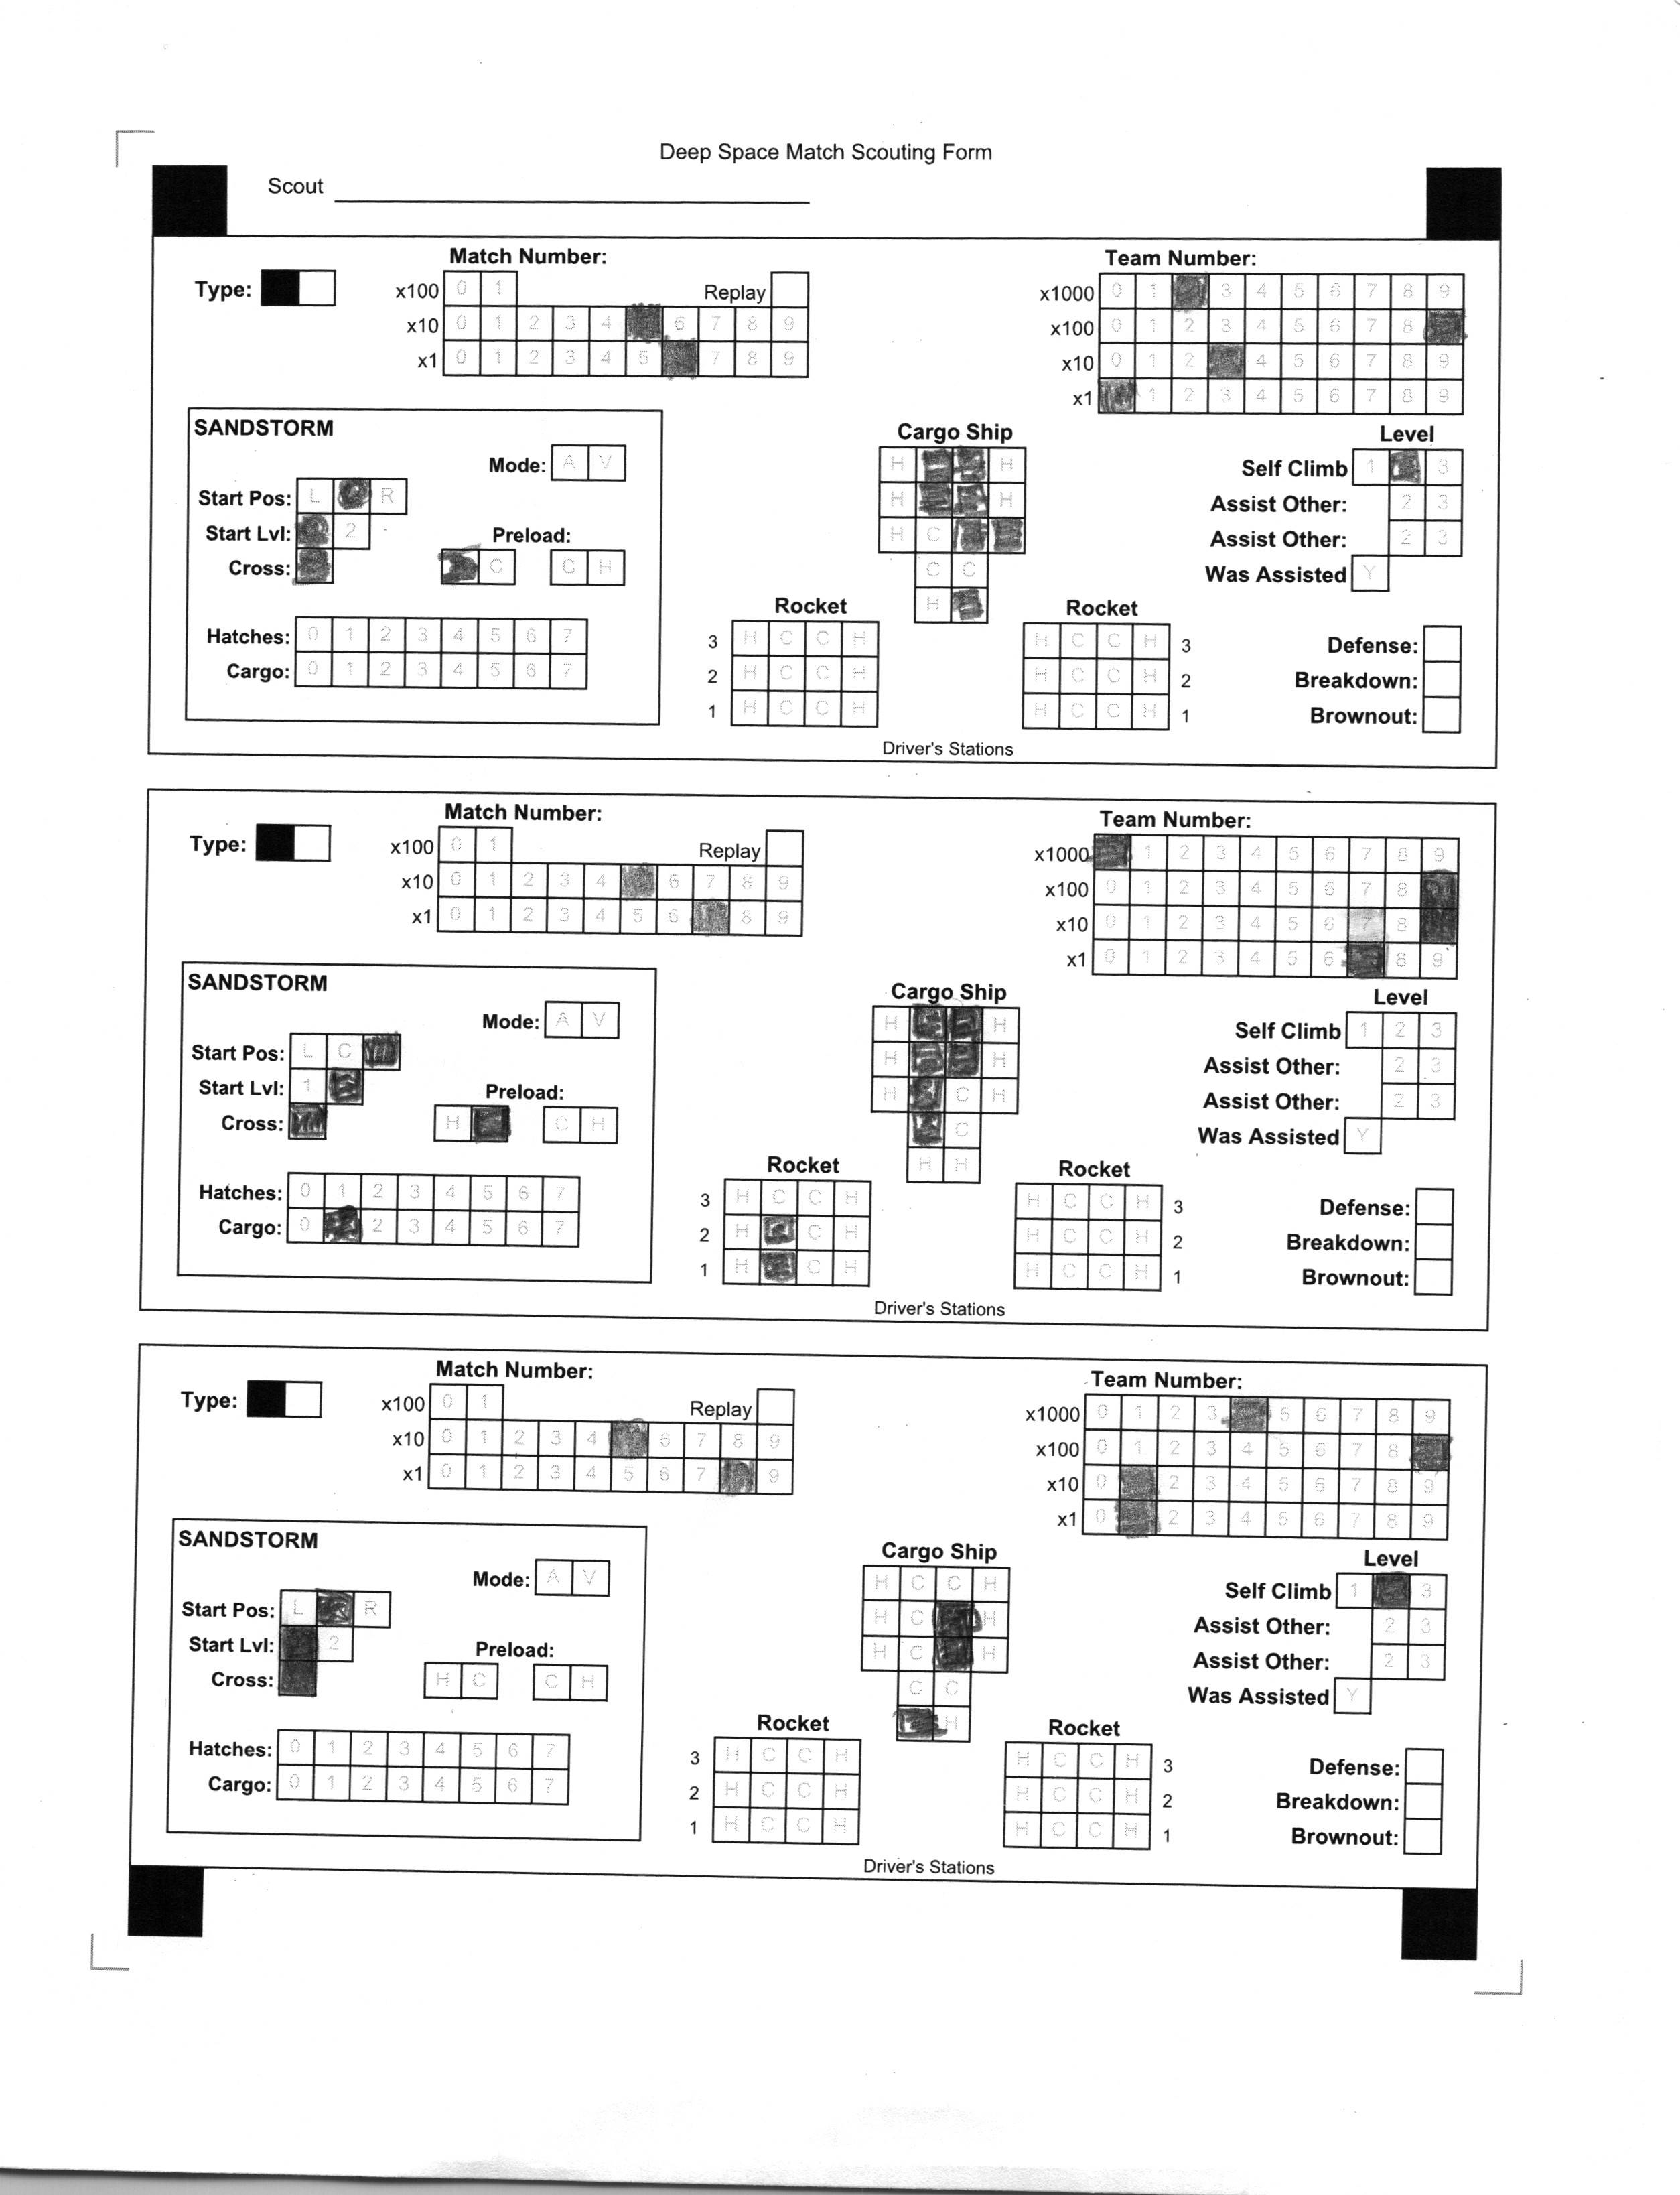 Deep Space Match Scouting Form
Scout
Match Number:
Team Number:
Type:
x100 0 1
Replay
x1000 0 1 3 4 5 6 7 8 9
x10 0 1 2 3 4 6 7 8 9
x100 0 1 2 3 4 5 6 7 8
x1 0 1 2 3 4 5 7 8 9
x10 0 1 2 4 5 6 7 8 9
x1 1 2 3 4 5 6 7 8 9
SANDSTORM
Cargo Ship
Level
Mode: A V
H H
Self Climb 1 3
Start Pos: L R
H H
Assist Other: 2 3
Start Lvl: 2
Preload:
H C
Assist Other: 2 3
Cross:
C C H
C C
Was Assisted Y
H
Rocket
Rocket
Hatches: 0 1 2 3 4 5 6 7
3 H C C H
H C C H 3
Defense:
Cargo: 0 1 2 3 4 5 6 7
2 H C C H
H C C H 2
Breakdown:
1 H C C H
H C C H 1
Brownout:
Driver's Stations
Match Number:
Team Number:
Type:
x100 0 1
Replay
x1000 1 2 3 4 5 6 7 8 9
x10 0 1 2 3 4 6 7 8 9
x100 0 1 2 3 4 5 6 7 8
x1 0 1 2 3 4 5 6 8 9
x10 0 1 2 3 4 5 6 7 8
x1 0 1 2 3 4 5 6 8 9
SANDSTORM
Cargo Ship
Level
Mode: A V
H H
Self Climb 1 2 3
Start Pos: L C
H H
Assist Other: 2 3
Start Lvl: 1
Preload:
H C H
Assist Other: 2 3
Cross:
H C H
C
Was Assisted Y
H H
Rocket
Rocket
Hatches: 0 1 2 3 4 5 6 7
3 H C C H
H C C H 3
Defense:
Cargo: 0 2 3 4 5 6 7
2 H C H
H C C H 2
Breakdown:
1 H C H
H C C H 1
Brownout:
Driver's Stations
Match Number:
Team Number:
Type:
x100 0 1
Replay
x1000 0 1 2 3 5 6 7 8 9
x10 0 1 2 3 4 6 7 8 9
x100 0 1 2 3 4 5 6 7 8
x1 0 1 2 3 4 5 6 7 9
x10 0 2 3 4 5 6 7 8 9
x1 0 2 3 4 5 6 7 8 9
SANDSTORM
Cargo Ship
Level
Mode: A V
H C C H
Self Climb 1 3
Start Pos: L R
H C H
Assist Other: 2 3
Start Lvl: 2
Preload:
H C H
Assist Other: 2 3
Cross:
H C C H
C C
Was Assisted Y
H
Rocket
Rocket
Hatches: 0 1 2 3 4 5 6 7
3 H C C H
H C C H 3
Defense:
Cargo: 0 1 2 3 4 5 6 7
2 H C C H
H C C H 2
Breakdown:
1 H C C H
H C C H 1
Brownout:
Driver's Stations